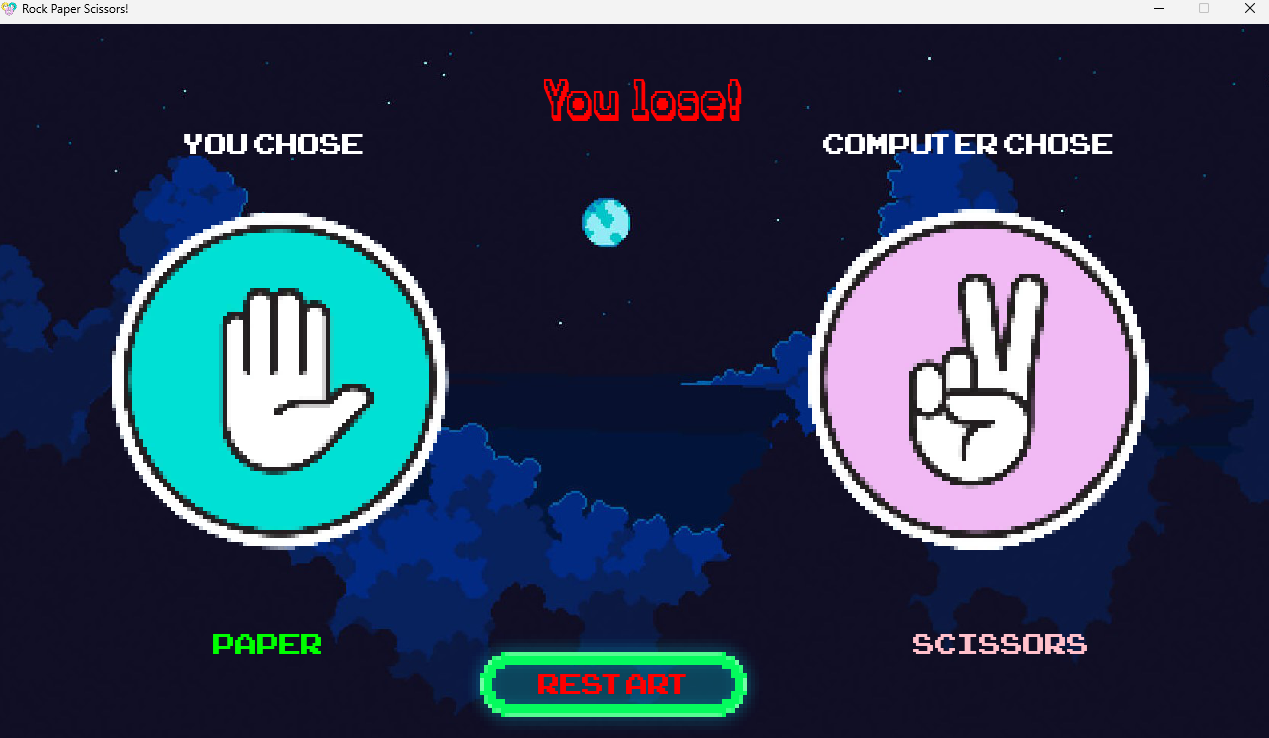 Rock Paper Scissors!
You lose!
YOU CHOSE
COMPUTER CHOSE
PAPER
SCISSORS
RESTART